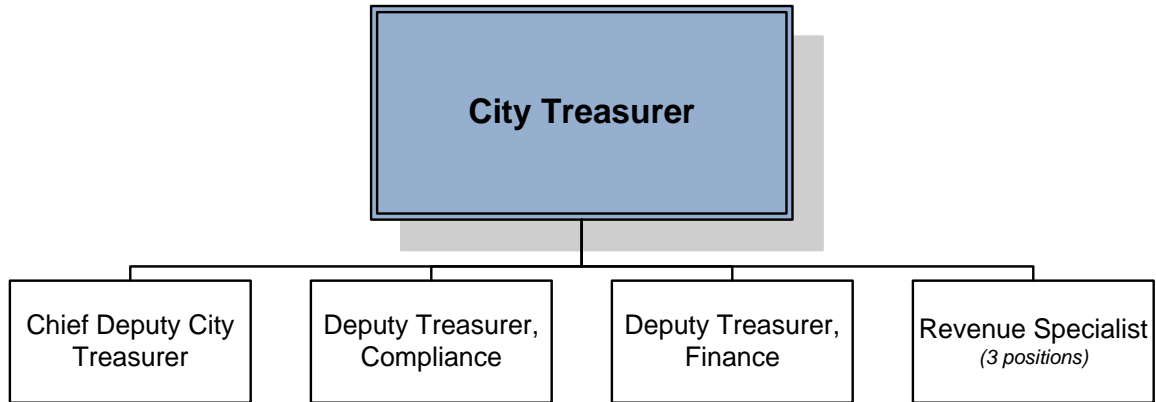 City Treasurer
Chief Deputy City
Treasurer
Deputy Treasurer,
Compliance
Deputy Treasurer,
Finance
Revenue Specialist
(3 positions)